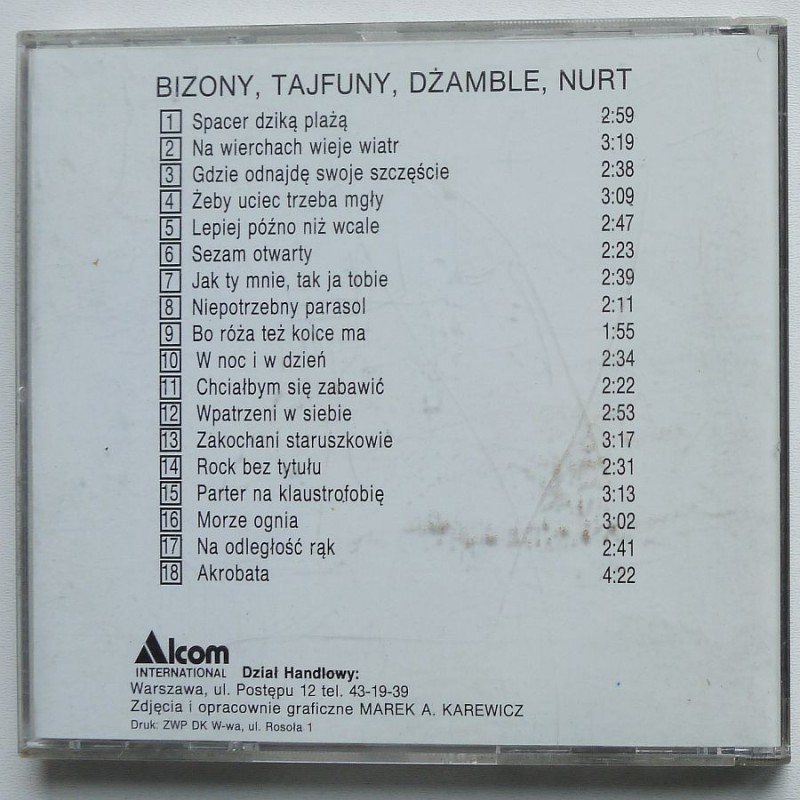 BIZONY, TAJFUNY, DŻAMBLE, NURT
1 Spacer dziką plażą 2:59
2 Na wierchach wieje wiatr 3:19
3 Gdzie odnajdę swoje szczęście 2:38
4 Żeby uciec trzeba mgły 3:09
5 Lepiej późno niż wcale 2:47
6 Sezam otwarty 2:23
7 Jak ty mnie, tak ja tobie 2:39
8 Niepotrzebny parasol 2:11
9 Bo róża też kolce ma 1:55
10 W noc i w dzień 2:34
11 Chciałbym się zabawić 2:22
12 Wpatrzeni w siebie 2:53
13 Zakochani staruszkowie 3:17
14 Rock bez tytułu 2:31
15 Parter na klaustrofobię 3:13
16 Morze ognia 3:02
17 Na odległość rąk 2:41
18 Akrobata 4:22
Alcom
INTERNATIONAL Dział Handlowy:
Warszawa, ul. Postępu 12 tel. 43-19-39
Zdjęcia i opracownie graficzne MAREK A. KAREWICZ
Druk: ZWP DK W-wa, ul. Rosoła 1